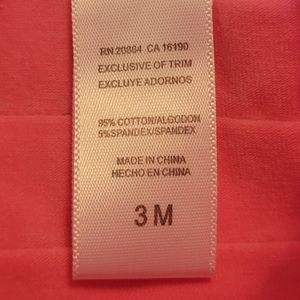 RN 20864 CA 16190
EXCLUSIVE OF TRIM
EXCLUYE ADORNOS
95% COTTON/ALGODON
5%SPANDEX/SPANDEX
MADE IN CHINA
HECHO EN CHINA
3 M